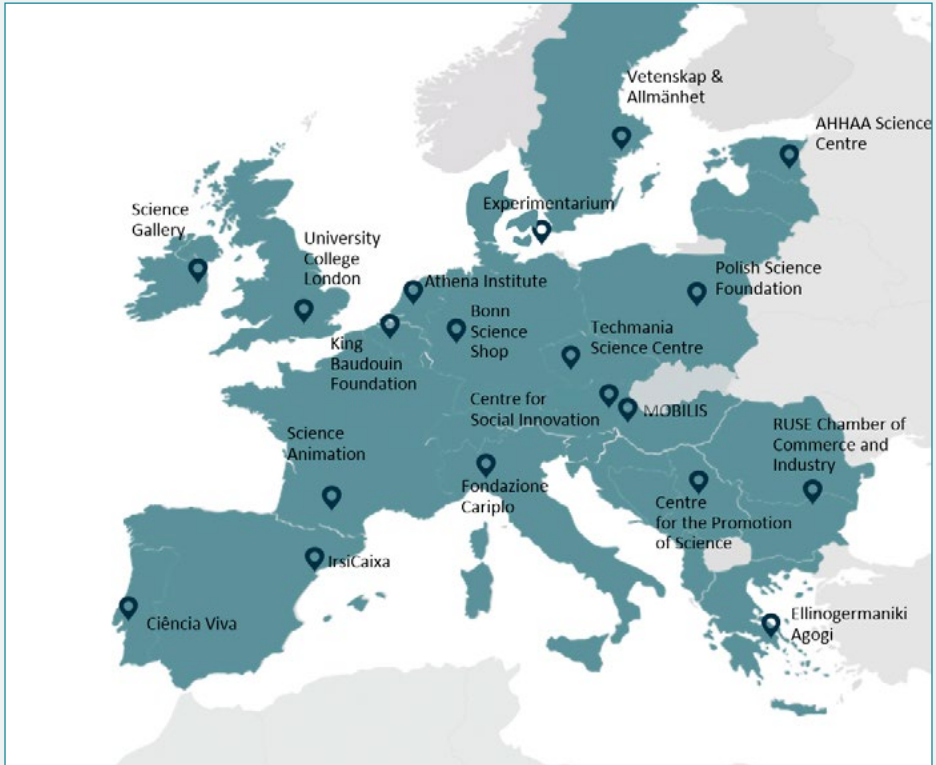 Vetenskap &
Allmänhet
AHHAA Science
Centre
Science
Gallery
Experimentarium
University
College
London
Polish Science
Foundation
Athena Institute
Bonn
Science
Shop
Techmania
Science Centre
King
Baudouin
Foundation
Centre for
Social Innovation
MOBILIS
RUSE Chamber of
Commerce and
Industry
Science
Animation
Fondazione
Cariplo
Centre
for the Promotion
of Science
IrsiCaixa
Ciência Viva
Ellinogermaniki
Agogi